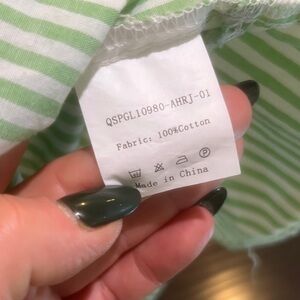 QSPGL10980-AHRJ-01
Fabric: 100%Cotton
Made in China